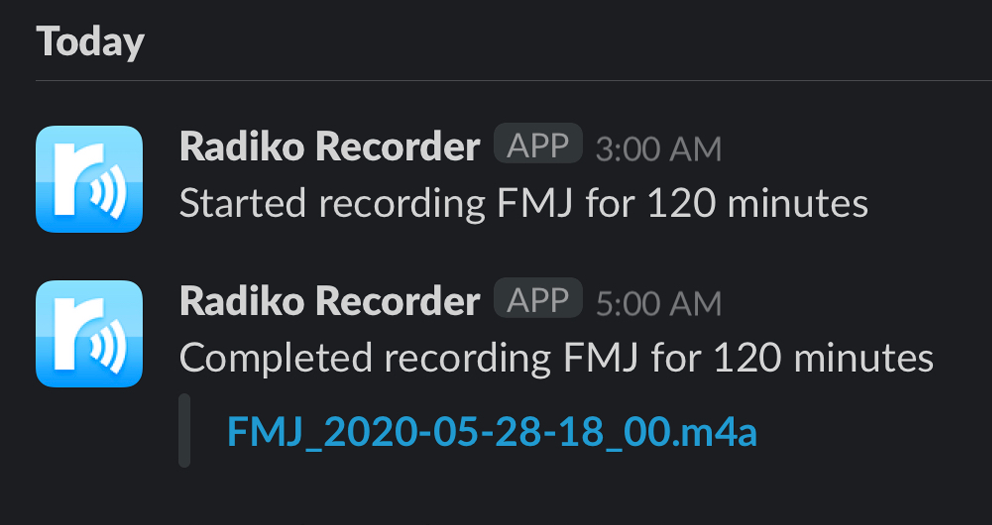 Today
Radiko Recorder APP 3:00 AM
Started recording FMJ for 120 minutes
Radiko Recorder APP 5:00 AM
Completed recording FMJ for 120 minutes
FMJ_2020-05-28-18_00.m4a